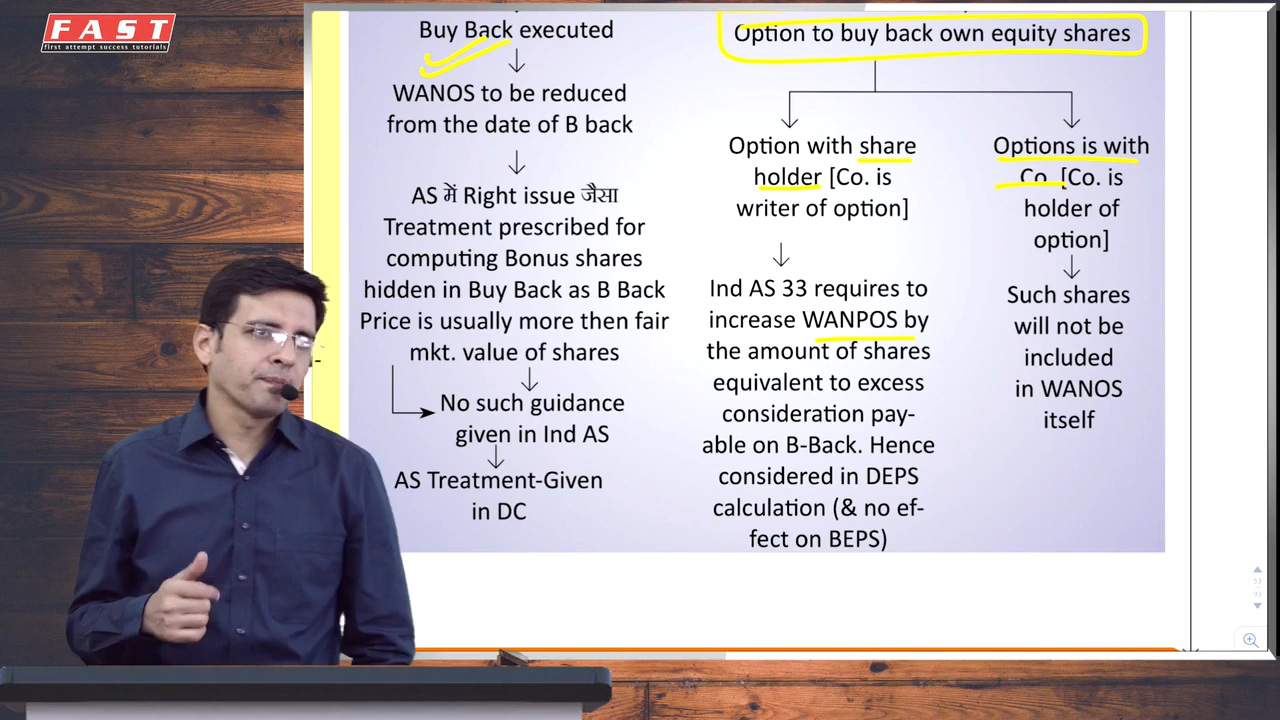 FAST
first attempt success tutorials
Buy Back executed
WANOS to be reduced
from the date of B back
AS में Right issue जैसा
Treatment prescribed for
computing Bonus shares
hidden in Buy Back as B Back
Price is usually more then fair
mkt. value of shares
No such guidance
given in Ind AS
AS Treatment-Given
in DC
Option to buy back own equity shares
Option with share
holder [Co. is
writer of option]
Ind AS 33 requires to
increase WANPOS by
the amount of shares
equivalent to excess
consideration pay-
able on B-Back. Hence
considered in DEPS
calculation (& no ef-
fect on BEPS)
Options is with
Co. [Co. is
holder of
option]
Such shares
will not be
included
in WANOS
itself
53
93